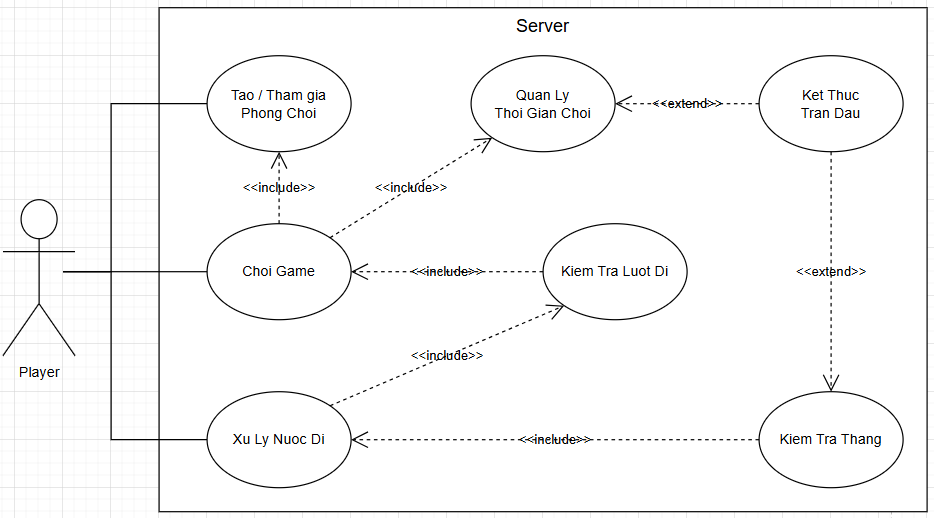 Server
Tao / Tham gia
Phong Choi
Quan Ly
Thoi Gian Choi
<<extend>>
Ket Thuc
Tran Dau
<<include>>
<<include>>
Choi Game
<<include>>
Kiem Tra Luot Di
<<extend>>
<<include>>
Player
Xu Ly Nuoc Di
<<include>>
Kiem Tra Thang